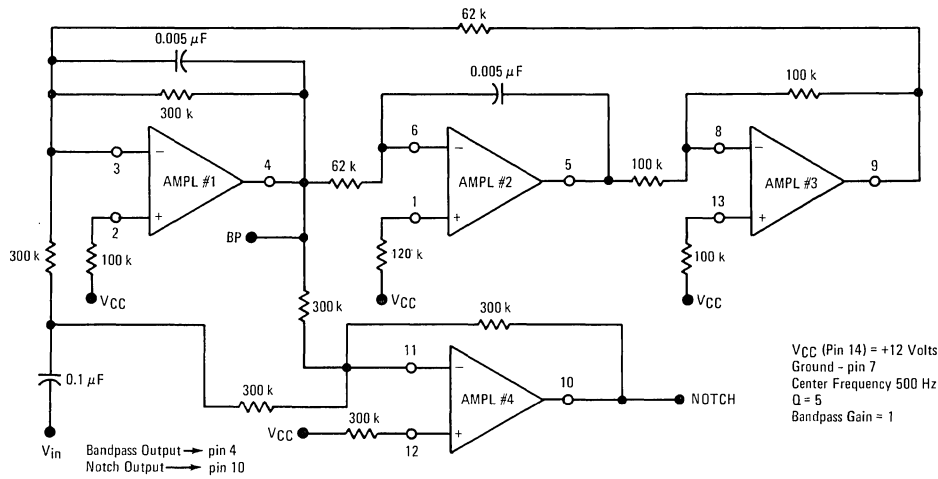 62 k
0.005 µF
300 k
0.005 µF
100 k
3
−
AMPL #1
4
2
+
62 k
6
−
AMPL #2
5
1
+
100 k
8
−
AMPL #3
9
13
+
BP
300 k
100 k
VCC
120 k
VCC
100 k
VCC
300 k
300 k
11
−
AMPL #4
10
NOTCH
12
+
0.1 µF
300 k
300 k
VCC
Vin
Bandpass Output → pin 4
Notch Output → pin 10
VCC (Pin 14) = +12 Volts
Ground - pin 7
Center Frequency 500 Hz
Q = 5
Bandpass Gain = 1